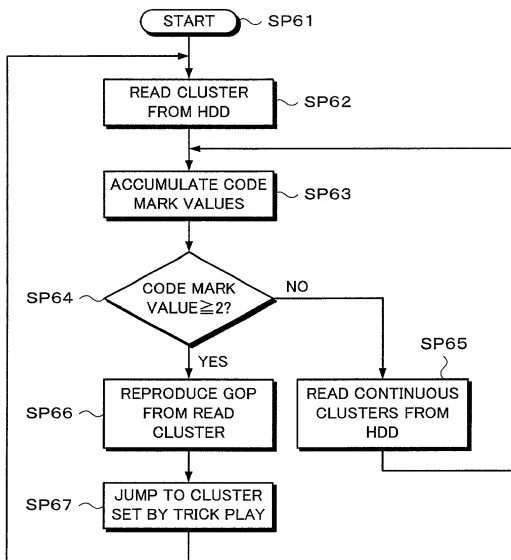 START
SP61
READ CLUSTER
FROM HDD
SP62
ACCUMULATE CODE
MARK VALUES
SP63
SP64
CODE MARK
VALUE≧2?
NO
YES
SP65
SP66
REPRODUCE GOP
FROM READ
CLUSTER
READ CONTINUOUS
CLUSTERS FROM
HDD
SP67
JUMP TO CLUSTER
SET BY TRICK PLAY